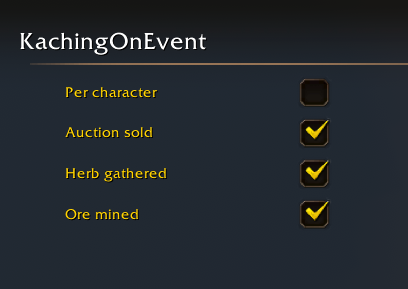 KachingOnEvent
Per character
Auction sold
Herb gathered
Ore mined